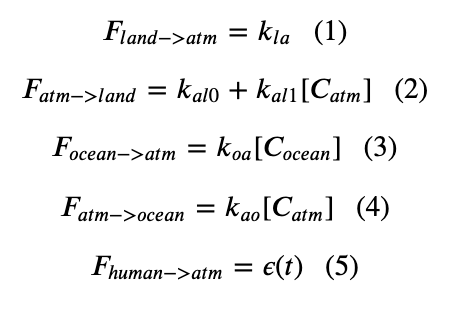 F_{land->atm} = k_{la} (1)
F_{atm->land} = k_{al0} + k_{al1}[C_{atm}] (2)
F_{ocean->atm} = k_{oa}[C_{ocean}] (3)
F_{atm->ocean} = k_{ao}[C_{atm}] (4)
F_{human->atm} = ϵ(t) (5)